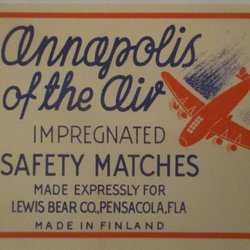 Annapolis
of the Air
IMPREGNATED
SAFETY MATCHES
MADE EXPRESSLY FOR
LEWIS BEAR CO., PENSACOLA, FLA
MADE IN FINLAND